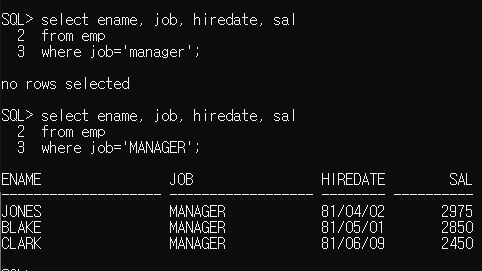 SQL> select ename, job, hiredate, sal
  2  from emp
  3  where job='manager';
no rows selected
SQL> select ename, job, hiredate, sal
  2  from emp
  3  where job='MANAGER';
ENAME                JOB                HIREDATE        SAL
-------------------- ------------------ -------- ----------
JONES                MANAGER            81/04/02       2975
BLAKE                MANAGER            81/05/01       2850
CLARK                MANAGER            81/06/09       2450